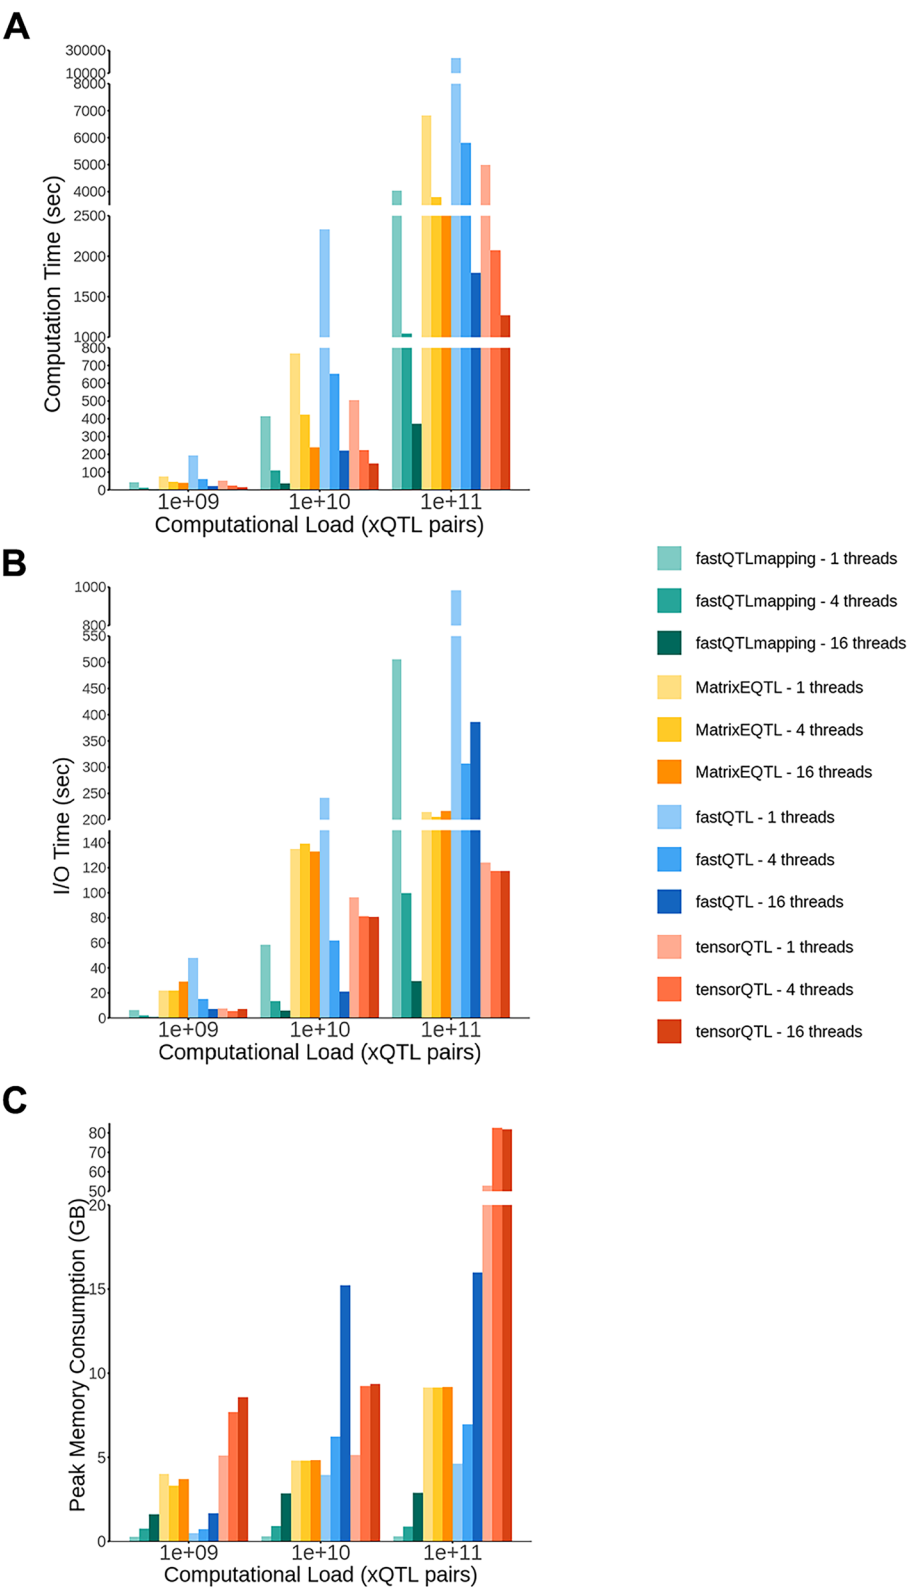 A
30000
10000
8000
7000
6000
5000
4000
2500
2000
1500
1000
800
700
600
500
400
300
200
100
0
Computation Time (sec)
1e+09 1e+10 1e+11
Computational Load (xQTL pairs)
B
1000
800
550
500
450
400
350
300
250
200
140
120
100
80
60
40
20
0
I/O Time (sec)
1e+09 1e+10 1e+11
Computational Load (xQTL pairs)
fastQTLmapping - 1 threads
fastQTLmapping - 4 threads
fastQTLmapping - 16 threads
MatrixEQTL - 1 threads
MatrixEQTL - 4 threads
MatrixEQTL - 16 threads
fastQTL - 1 threads
fastQTL - 4 threads
fastQTL - 16 threads
tensorQTL - 1 threads
tensorQTL - 4 threads
tensorQTL - 16 threads
C
80
70
60
50
20
15
10
5
0
Peak Memory Consumption (GB)
1e+09 1e+10 1e+11
Computational Load (xQTL pairs)